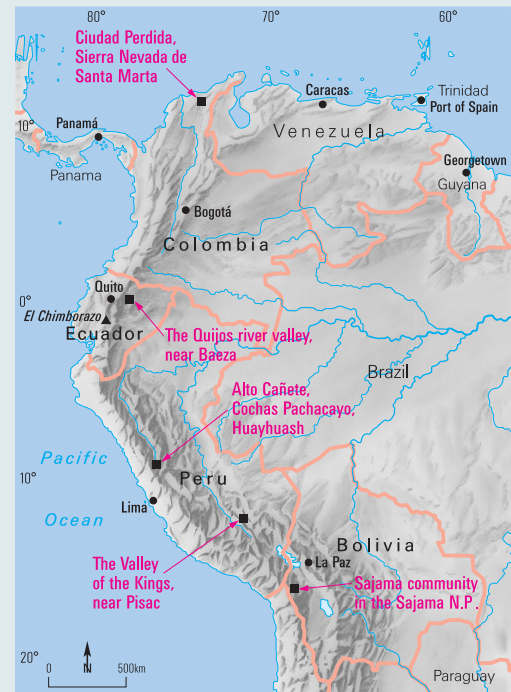 80°
70°
60°
Ciudad Perdida,
Sierra Nevada de
Santa Marta
Caracas
Trinidad
Port of Spain
10°
Panamá
Venezuela
Panama
Georgetown
Guyana
Bogotá
Colombia
0°
Quito
El Chimborazo
Ecuador
The Quijos river valley,
near Baeza
Brazil
Alto Cañete,
Cochas Pachacayo,
Huayhuash
Pacific
Ocean
10°
Peru
Lima
Bolivia
La Paz
The Valley
of the Kings,
near Pisac
Sajama community
in the Sajama N.P.
20°
N
0
500km
Paraguay